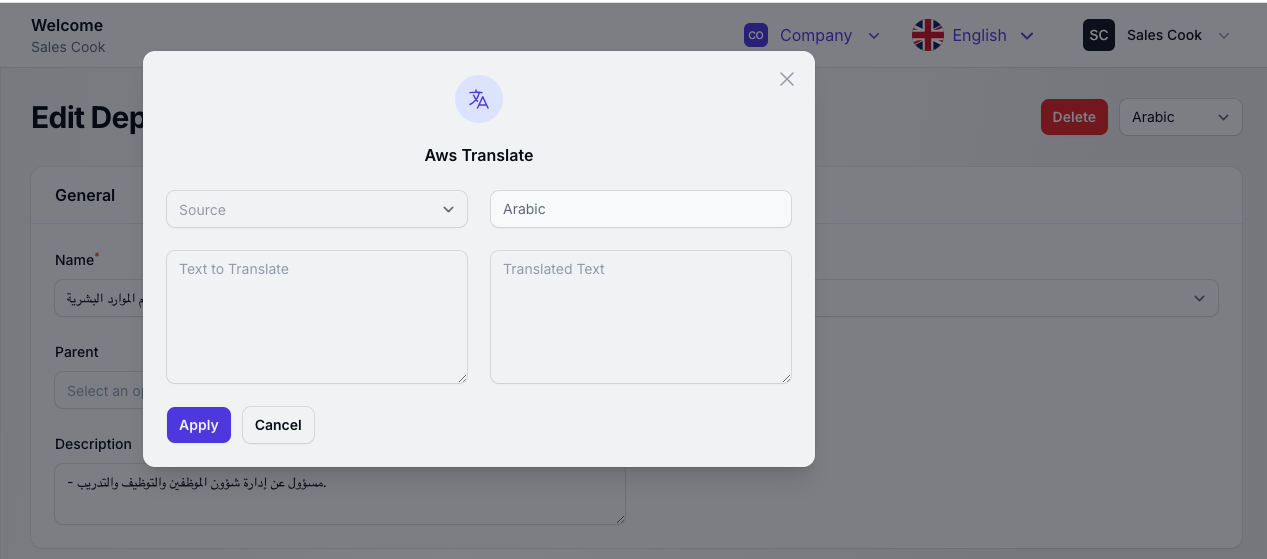 Welcome
Sales Cook
CO Company
English
SC Sales Cook
Edit Dep
Delete
Arabic
Aws Translate
General
Source
Arabic
Name*
Text to Translate
Translated Text
الموارد البشرية
Parent
Select an op
Apply
Cancel
Description
- مسؤول عن إدارة شؤون الموظفين والتوظيف والتدريب.